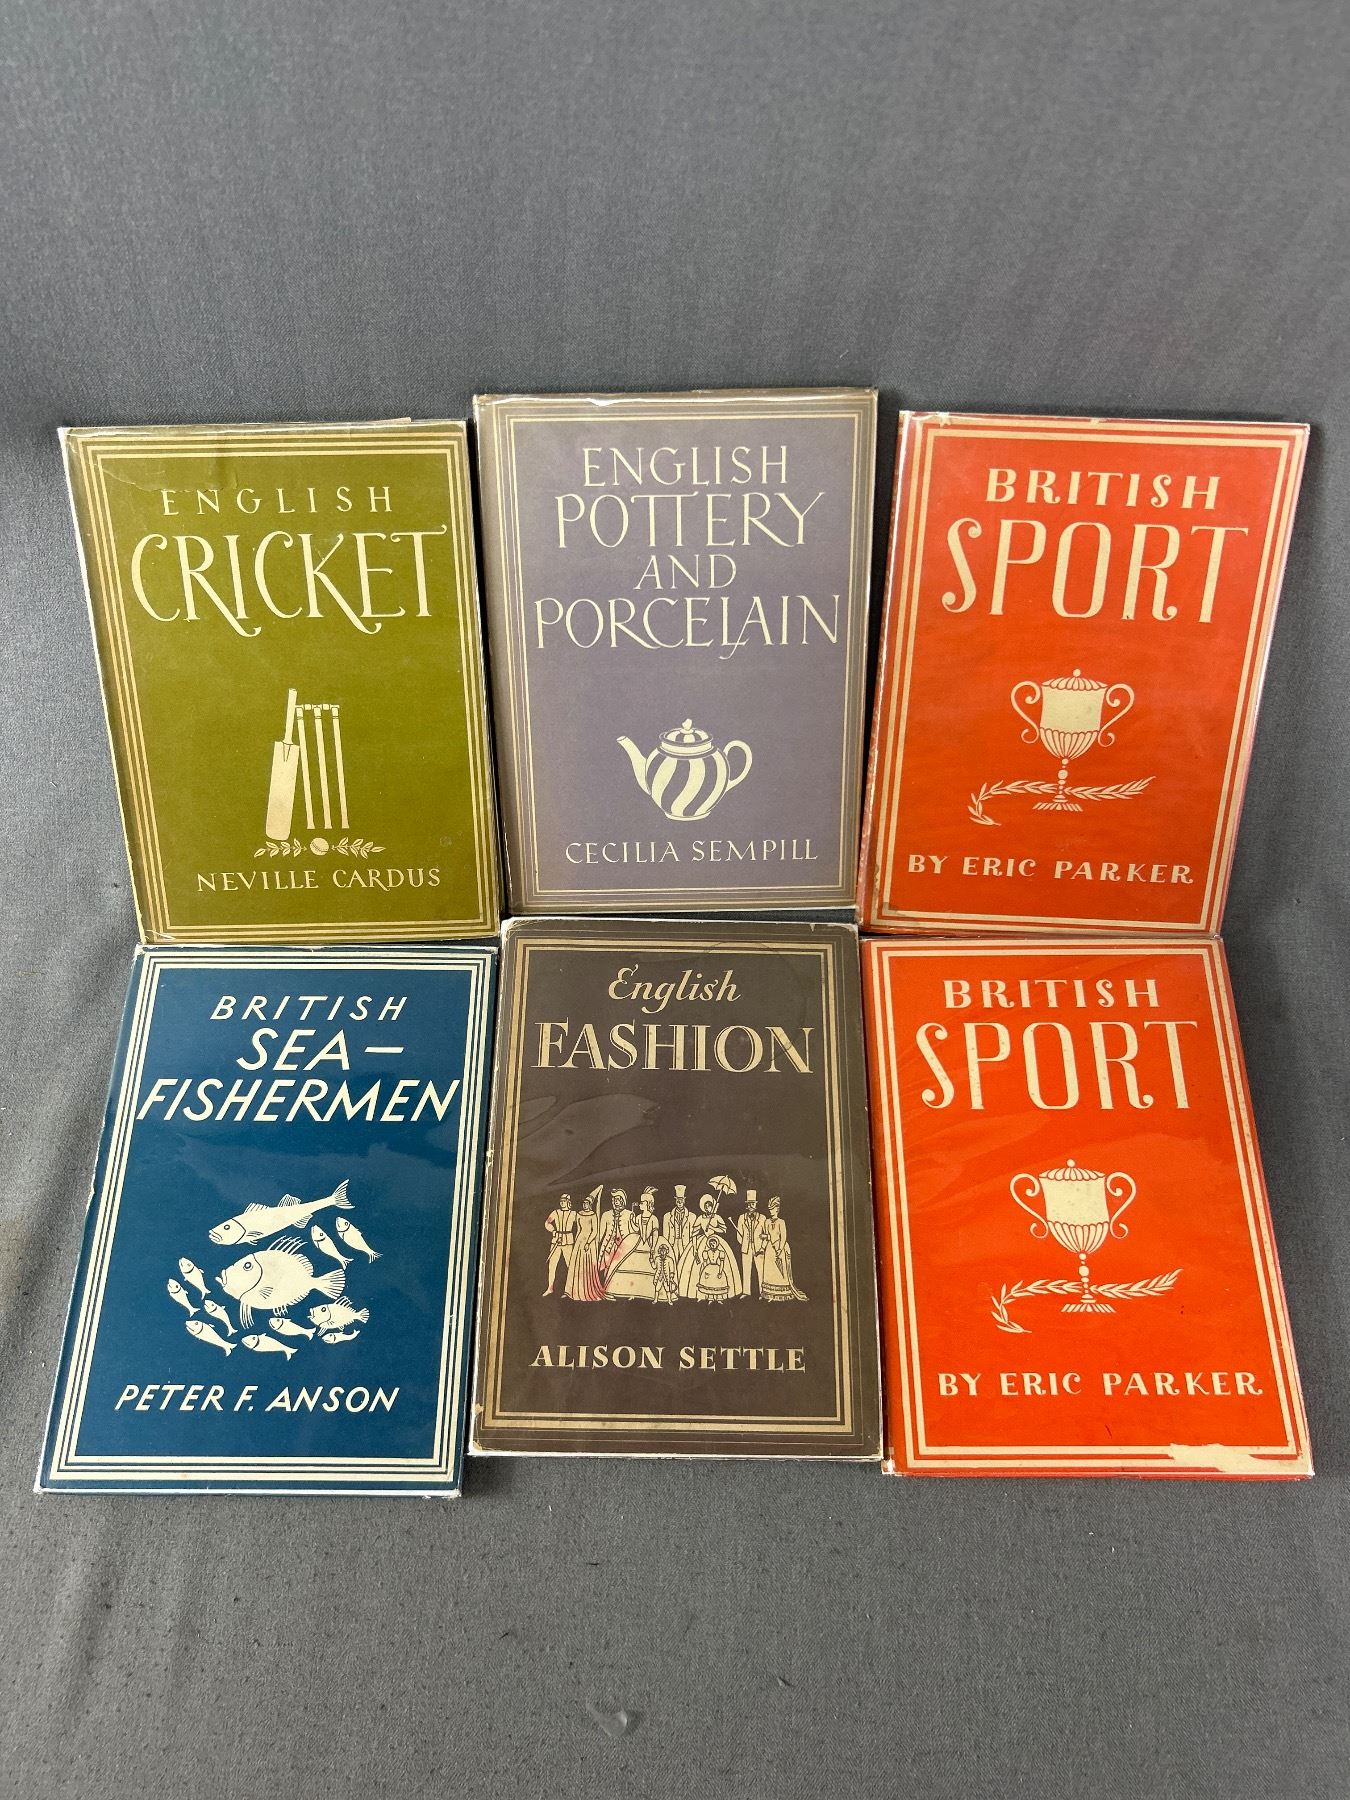 ENGLISH
CRICKET
NEVILLE CARDUS
ENGLISH
POTTERY
AND
PORCELAIN
CECILIA SEMPILL
BRITISH
SPORT
BY ERIC PARKER
BRITISH
SEA-
FISHERMEN
PETER F. ANSON
English
FASHION
ALISON SETTLE
BRITISH
SPORT
BY ERIC PARKER